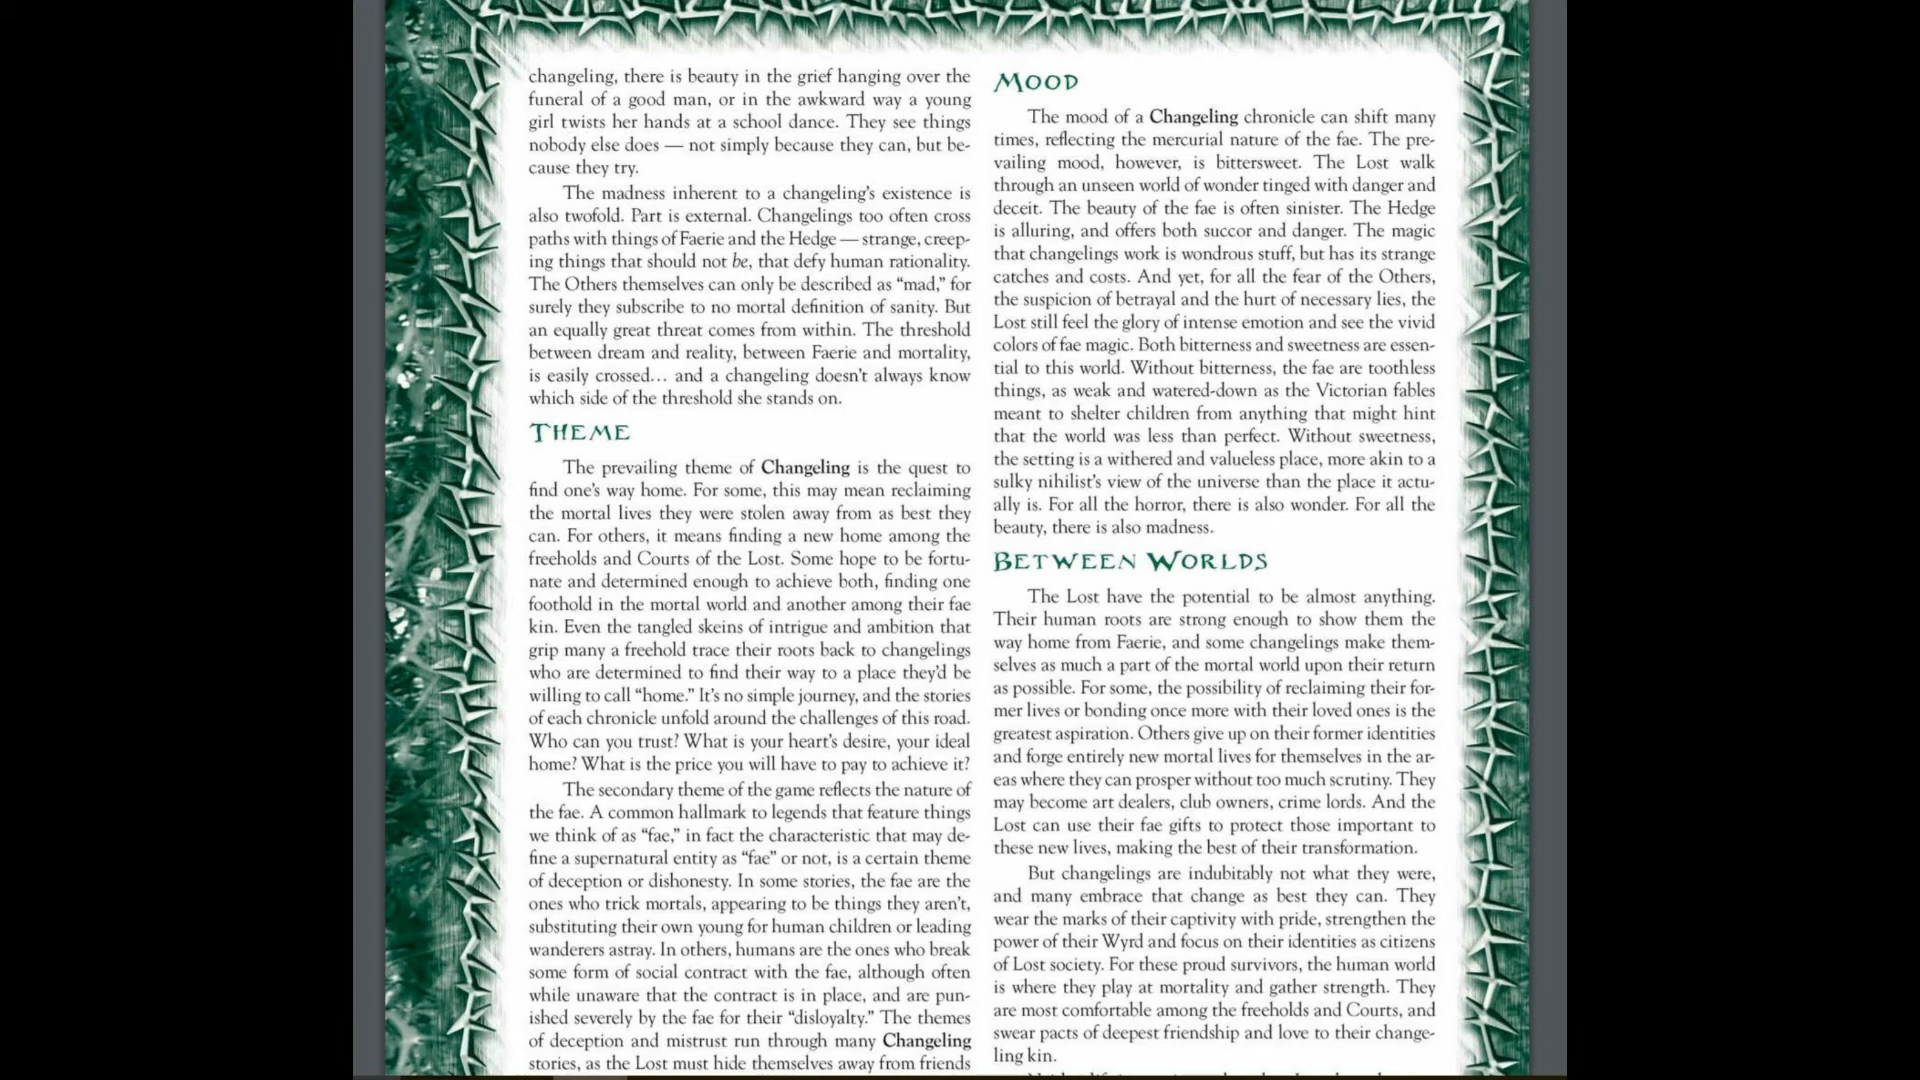 changeling, there is beauty in the grief hanging over the
funeral of a good man, or in the awkward way a young
girl twists her hands at a school dance. They see things
nobody else does — not simply because they can, but be-
cause they try.
The madness inherent to a changeling's existence is
also twofold. Part is external. Changelings too often cross
paths with things of Faerie and the Hedge — strange, creep-
ing things that should not be, that defy human rationality.
The Others themselves can only be described as “mad,” for
surely they subscribe to no mortal definition of sanity. But
an equally great threat comes from within. The threshold
between dream and reality, between Faerie and mortality,
is easily crossed… and a changeling doesn't always know
which side of the threshold she stands on.
THEME
The prevailing theme of Changeling is the quest to
find one's way home. For some, this may mean reclaiming
the mortal lives they were stolen away from as best they
can. For others, it means finding a new home among the
freeholds and Courts of the Lost. Some hope to be fortu-
nate and determined enough to achieve both, finding one
foothold in the mortal world and another among their fae
kin. Even the tangled skeins of intrigue and ambition that
grip many a freehold trace their roots back to changelings
who are determined to find their way to a place they'd be
willing to call “home.” It's no simple journey, and the stories
of each chronicle unfold around the challenges of this road.
Who can you trust? What is your heart's desire, your ideal
home? What is the price you will have to pay to achieve it?
The secondary theme of the game reflects the nature of
the fae. A common hallmark to legends that feature things
we think of as “fae,” in fact the characteristic that may de-
fine a supernatural entity as “fae” or not, is a certain theme
of deception or dishonesty. In some stories, the fae are the
ones who trick mortals, appearing to be things they aren't,
substituting their own young for human children or leading
wanderers astray. In others, humans are the ones who break
some form of social contract with the fae, although often
while unaware that the contract is in place, and are pun-
ished severely by the fae for their “disloyalty.” The themes
of deception and mistrust run through many Changeling
stories, as the Lost must hide themselves away from friends
MOOD
The mood of a Changeling chronicle can shift many
times, reflecting the mercurial nature of the fae. The pre-
vailing mood, however, is bittersweet. The Lost walk
through an unseen world of wonder tinged with danger and
deceit. The beauty of the fae is often sinister. The Hedge
is alluring, and offers both succor and danger. The magic
that changelings work is wondrous stuff, but has its strange
catches and costs. And yet, for all the fear of the Others,
the suspicion of betrayal and the hurt of necessary lies, the
Lost still feel the glory of intense emotion and see the vivid
colors of fae magic. Both bitterness and sweetness are essen-
tial to this world. Without bitterness, the fae are toothless
things, as weak and watered-down as the Victorian fables
meant to shelter children from anything that might hint
that the world was less than perfect. Without sweetness,
the setting is a withered and valueless place, more akin to a
sulky nihilist's view of the universe than the place it actu-
ally is. For all the horror, there is also wonder. For all the
beauty, there is also madness.
BETWEEN WORLDS
The Lost have the potential to be almost anything.
Their human roots are strong enough to show them the
way home from Faerie, and some changelings make them-
selves as much a part of the mortal world upon their return
as possible. For some, the possibility of reclaiming their for-
mer lives or bonding once more with their loved ones is the
greatest aspiration. Others give up on their former identities
and forge entirely new mortal lives for themselves in the ar-
eas where they can prosper without too much scrutiny. They
may become art dealers, club owners, crime lords. And the
Lost can use their fae gifts to protect those important to
these new lives, making the best of their transformation.
But changelings are indubitably not what they were,
and many embrace that change as best they can. They
wear the marks of their captivity with pride, strengthen the
power of their Wyrd and focus on their identities as citizens
of Lost society. For these proud survivors, the human world
is where they play at mortality and gather strength. They
are most comfortable among the freeholds and Courts, and
swear pacts of deepest friendship and love to their change-
ling kin.